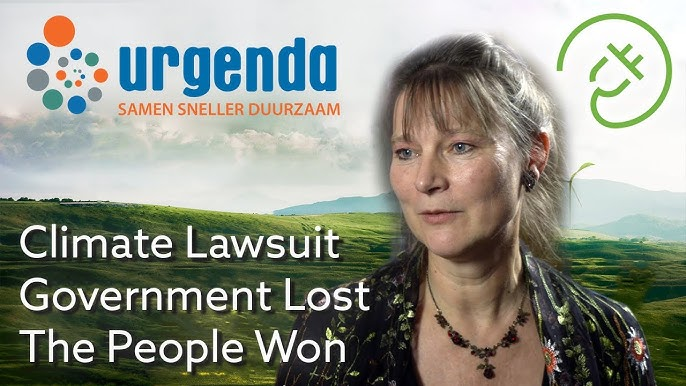 urgenda
SAMEN SNELLER DUURZAAM
Climate Lawsuit
Government Lost
The People Won